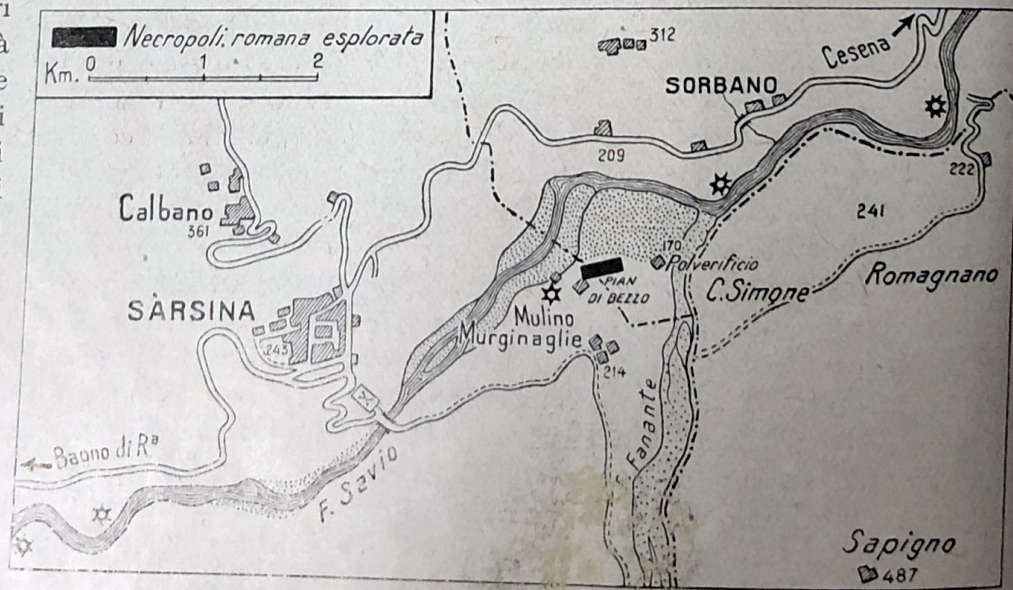 Necropoli romana esplorata
Km. 0 1 2
312
Cesena
SORBANO
209
222
Calbano
361
241
170
Polverificio
Romagnano
PIAN
DI BEZZO
C. Simone
SÀRSINA
Mulino
Murginaglie
243
214
Fanante
Bagno di Rª
F. Savio
Sapigno
487